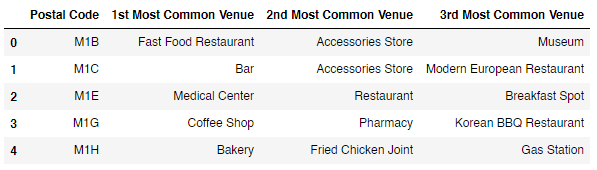 Postal Code 1st Most Common Venue 2nd Most Common Venue 3rd Most Common Venue
0 M1B Fast Food Restaurant Accessories Store Museum
1 M1C Bar Accessories Store Modern European Restaurant
2 M1E Medical Center Restaurant Breakfast Spot
3 M1G Coffee Shop Pharmacy Korean BBQ Restaurant
4 M1H Bakery Fried Chicken Joint Gas Station